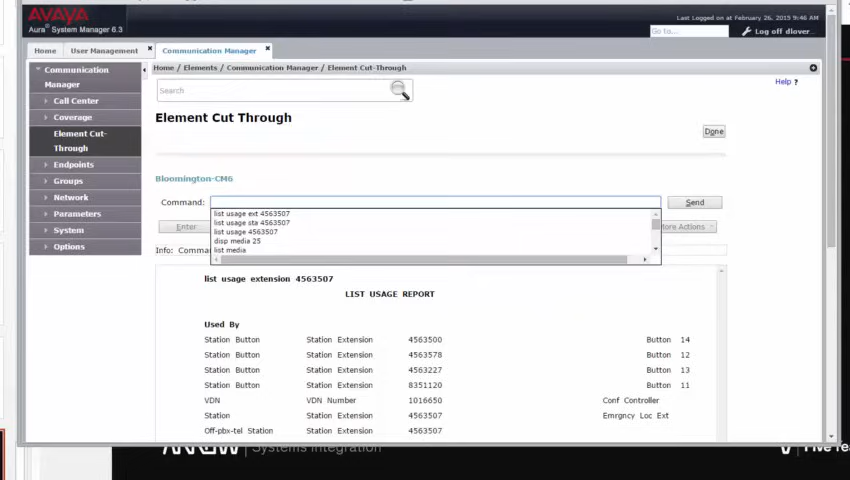 AVAYA
Aura® System Manager 6.3
Last Logged on at February 26, 2015 9:46 AM
Go to...
Log off dlover...
Home
User Management
Communication Manager
Communication Manager
Call Center
Coverage
Element Cut-Through
Endpoints
Groups
Network
Parameters
System
Options
Home / Elements / Communication Manager / Element Cut-Through
Help ?
Search
Element Cut Through
Done
Bloomington-CM6
Command:
Send
list usage ext 4563507
list usage sta 4563507
list usage 4563507
disp media 25
list media
Enter
More Actions
Info: Comma
list usage extension 4563507
LIST USAGE REPORT
Used By
Station Button Station Extension 4563500 Button 14
Station Button Station Extension 4563578 Button 12
Station Button Station Extension 4563227 Button 13
Station Button Station Extension 8351120 Button 11
VDN VDN Number 1016650 Conf Controller
Station Station Extension 4563507 Emrgncy Loc Ext
Off-pbx-tel Station Station Extension 4563507
ARROW
Systems Integration
Five